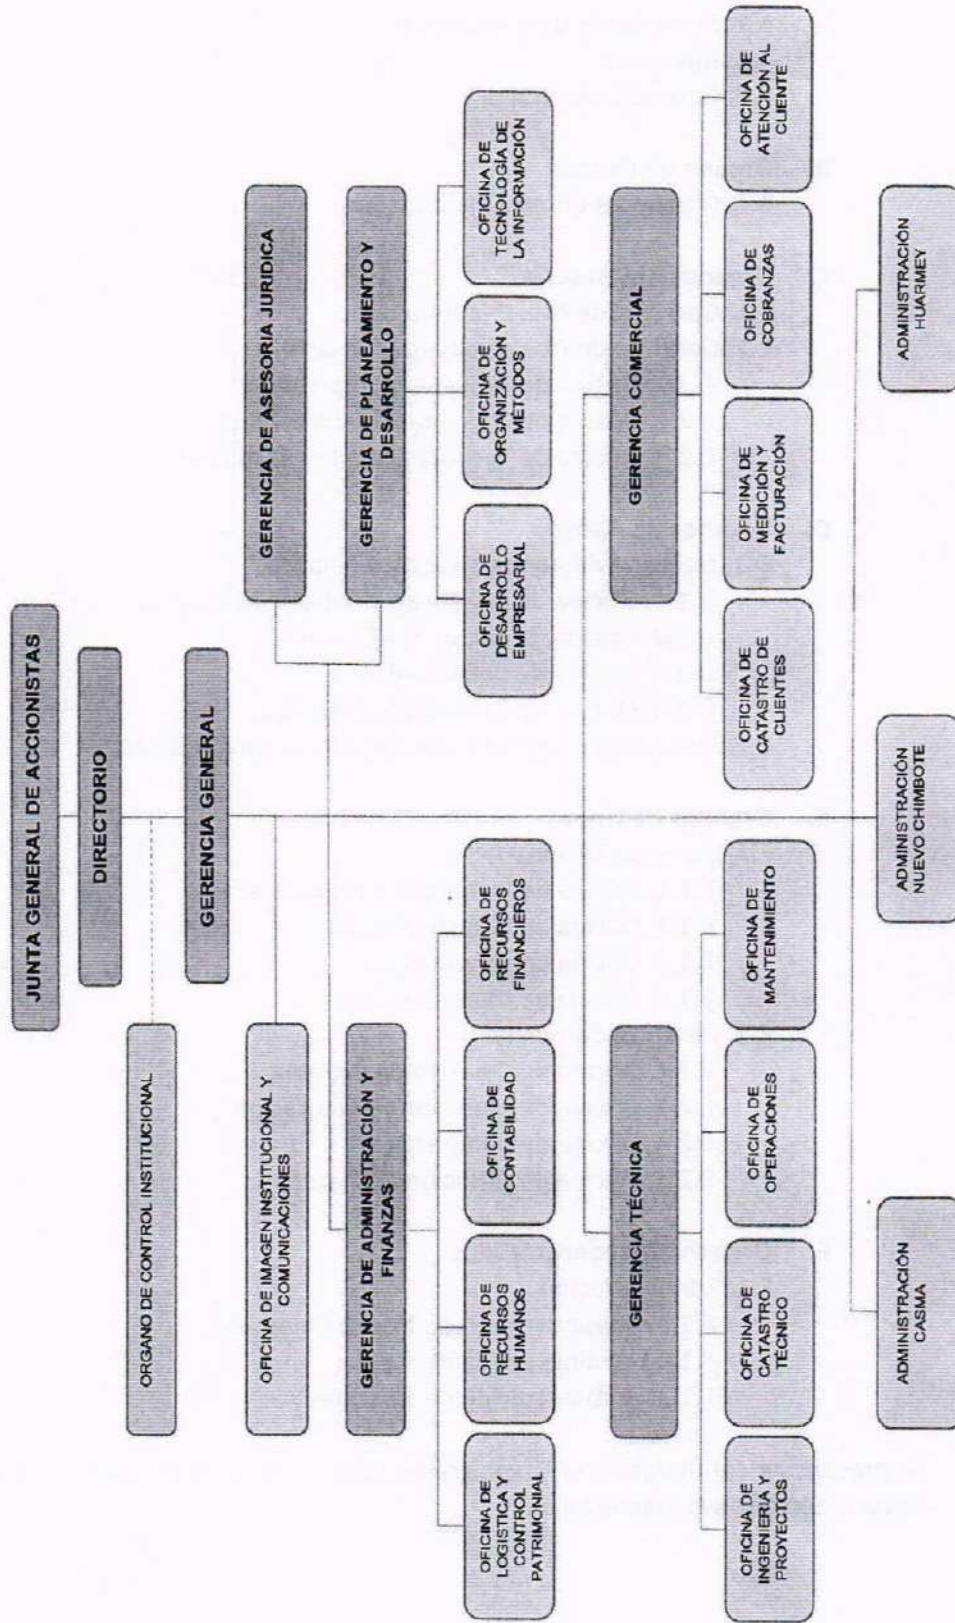 JUNTA GENERAL DE ACCIONISTAS
DIRECTORIO
ORGANO DE CONTROL INSTITUCIONAL
GERENCIA GENERAL
OFICINA DE IMAGEN INSTITUCIONAL Y
COMUNICACIONES
GERENCIA DE ASESORIA JURIDICA
GERENCIA DE ADMINISTRACIÓN Y
FINANZAS
GERENCIA DE PLANEAMIENTO Y
DESARROLLO
OFICINA DE
LOGISTICA Y
CONTROL
PATRIMONIAL
OFICINA DE
RECURSOS
HUMANOS
OFICINA DE
CONTABILIDAD
OFICINA DE
RECURSOS
FINANCIEROS
OFICINA DE
DESARROLLO
EMPRESARIAL
OFICINA DE
ORGANIZACIÓN Y
MÉTODOS
OFICINA DE
TECNOLOGÍA DE
LA INFORMACIÓN
GERENCIA TÉCNICA
GERENCIA COMERCIAL
OFICINA DE
INGENIERIA Y
PROYECTOS
OFICINA DE
CATASTRO
TÉCNICO
OFICINA DE
OPERACIONES
OFICINA DE
MANTENIMIENTO
OFICINA DE
CATASTRO DE
CLIENTES
OFICINA DE
MEDICIÓN Y
FACTURACIÓN
OFICINA DE
COBRANZAS
OFICINA DE
ATENCIÓN AL
CLIENTE
ADMINISTRACIÓN
CASMA
ADMINISTRACIÓN
NUEVO CHIMBOTE
ADMINISTRACIÓN
HUARMEY